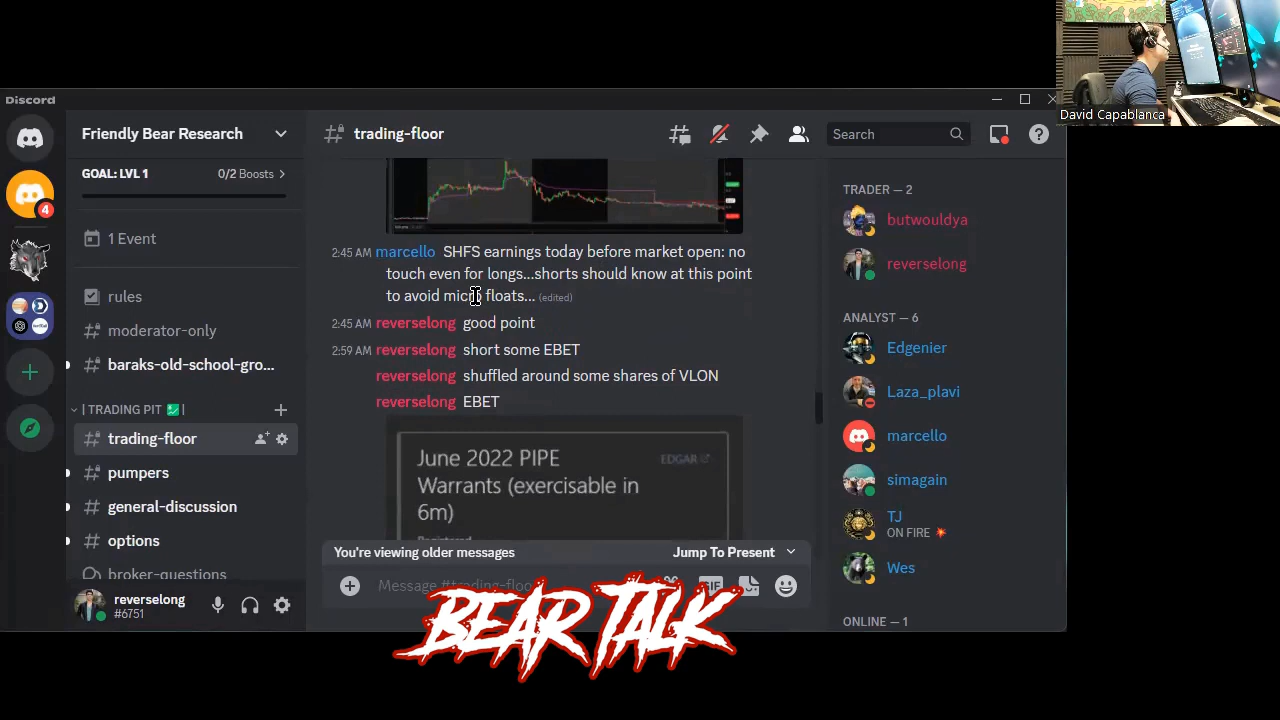 David Capablanca
Discord
Friendly Bear Research
trading-floor
Search
GOAL: LVL 1
0/2 Boosts
1 Event
rules
moderator-only
baraks-old-school-gro...
| TRADING PIT
|
trading-floor
pumpers
general-discussion
options
broker-questions
reverselong
#6751
4
2:45 AM marcello SHFS earnings today before market open: no
touch even for longs...shorts should know at this point
to avoid micro floats... (edited)
2:45 AM reverselong good point
2:59 AM reverselong short some EBET
reverselong shuffled around some shares of VLON
reverselong EBET
June 2022 PIPE
Warrants (exercisable in
6m)
EDGAR
You're viewing older messages
Jump To Present
Message #trading-floo
GIF
BEAR TALK
TRADER — 2
butwouldya
reverselong
ANALYST — 6
Edgenier
Laza_plavi
marcello
simagain
TJ
ON FIRE
Wes
ONLINE — 1